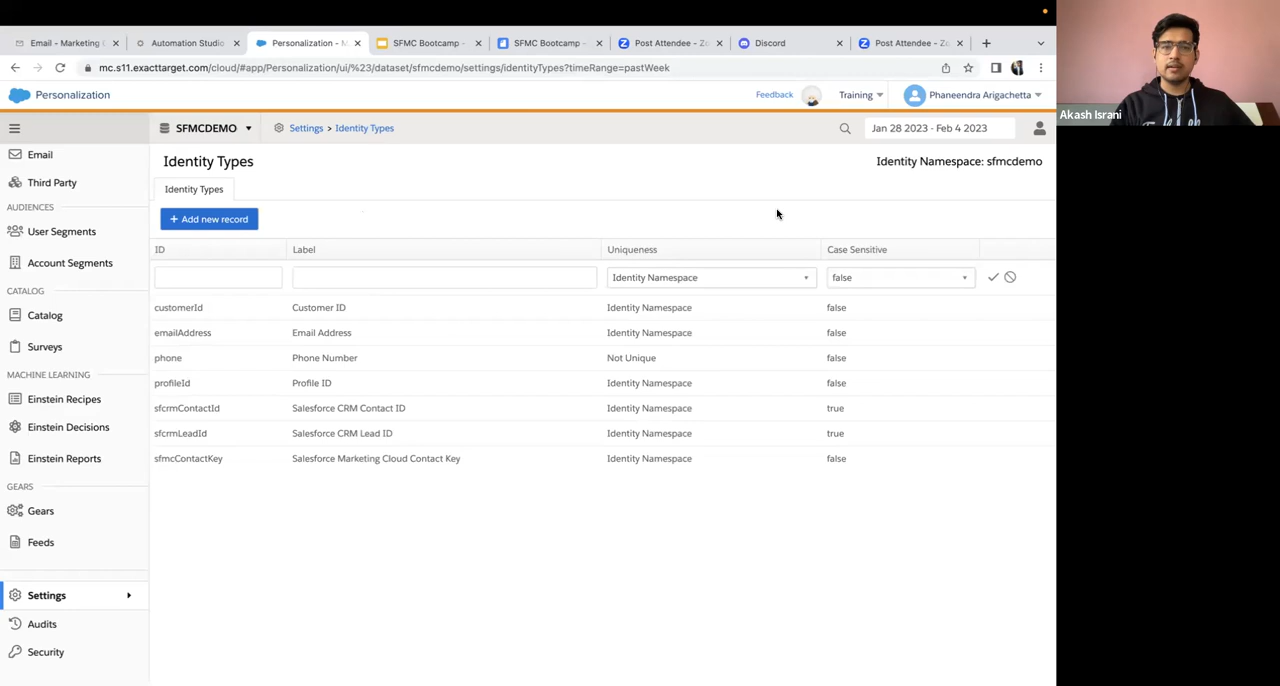 Email - Marketing C
Automation Studio
Personalization - M
SFMC Bootcamp -
SFMC Bootcamp -
Post Attendee - Zo
Discord
Post Attendee - Zo
mc.s11.exacttarget.com/cloud/#app/Personalization/ui/%23/dataset/sfmcdemo/settings/identityTypes?timeRange=pastWeek
Personalization
Feedback
Training
Phaneendra Arigachetta
Akash Israni
SFMCDEMO
Settings > Identity Types
Jan 28 2023 - Feb 4 2023
Email
Third Party
AUDIENCES
User Segments
Account Segments
CATALOG
Catalog
Surveys
MACHINE LEARNING
Einstein Recipes
Einstein Decisions
Einstein Reports
GEARS
Gears
Feeds
Settings
Audits
Security
Identity Types
Identity Namespace: sfmcdemo
Identity Types
+ Add new record
ID Label Uniqueness Case Sensitive
Identity Namespace false
customerId Customer ID Identity Namespace false
emailAddress Email Address Identity Namespace false
phone Phone Number Not Unique false
profileId Profile ID Identity Namespace false
sfcrmContactId Salesforce CRM Contact ID Identity Namespace true
sfcrmLeadId Salesforce CRM Lead ID Identity Namespace true
sfmcContactKey Salesforce Marketing Cloud Contact Key Identity Namespace false